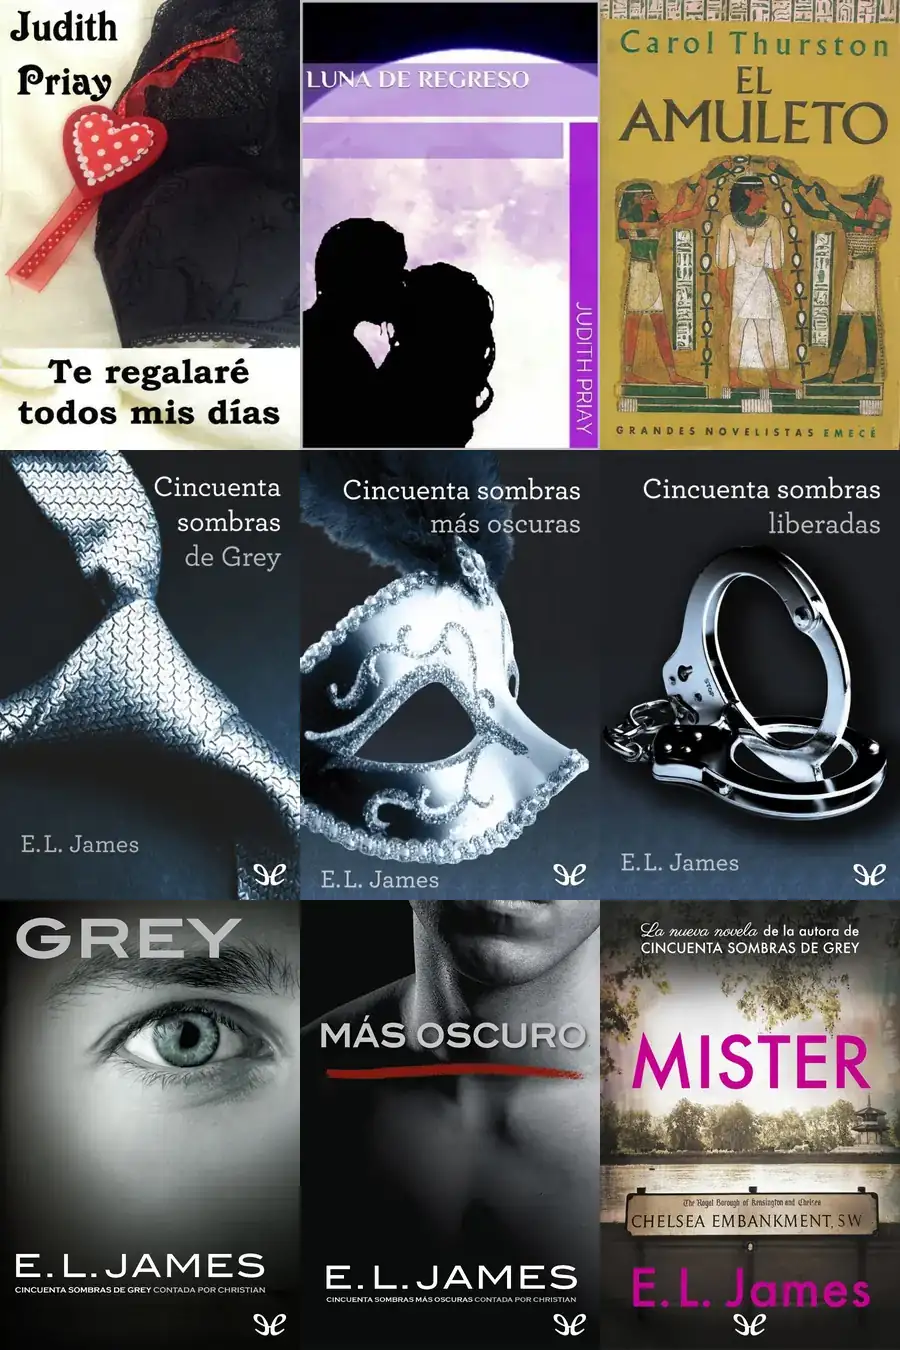 Judith
Priay
Te regalaré
todos mis días
LUNA DE REGRESO
JUDITH PRIAY
Carol Thurston
EL
AMULETO
GRANDES NOVELISTAS EMECÉ
Cincuenta
sombras
de Grey
E.L. James
Cincuenta sombras
más oscuras
E.L. James
Cincuenta sombras
liberadas
E.L. James
GREY
E.L.JAMES
CINCUENTA SOMBRAS DE GREY CONTADA POR CHRISTIAN
MÁS OSCURO
E.L.JAMES
CINCUENTA SOMBRAS MÁS OSCURAS CONTADA POR CHRISTIAN
La nueva novela de la autora de
CINCUENTA SOMBRAS DE GREY
MISTER
The Royal Borough of Kensington and Chelsea
CHELSEA EMBANKMENT, SW
E.L. James